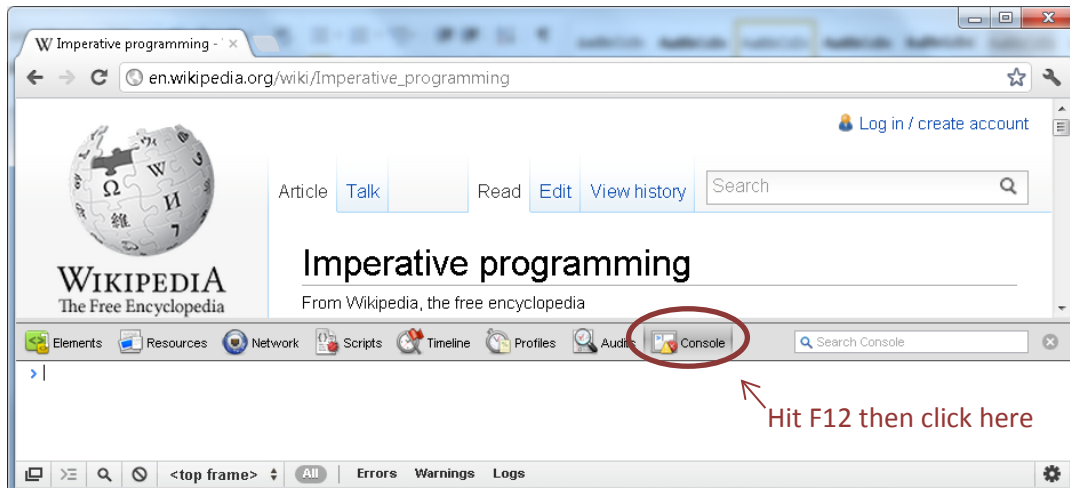 Imperative programming -
en.wikipedia.org/wiki/Imperative_programming
Log in / create account
Article Talk Read Edit View history Search
WIKIPEDIA
The Free Encyclopedia
Imperative programming
From Wikipedia, the free encyclopedia
Elements Resources Network Scripts Timeline Profiles Audits Console Search Console
>
Hit F12 then click here
<top frame> All Errors Warnings Logs